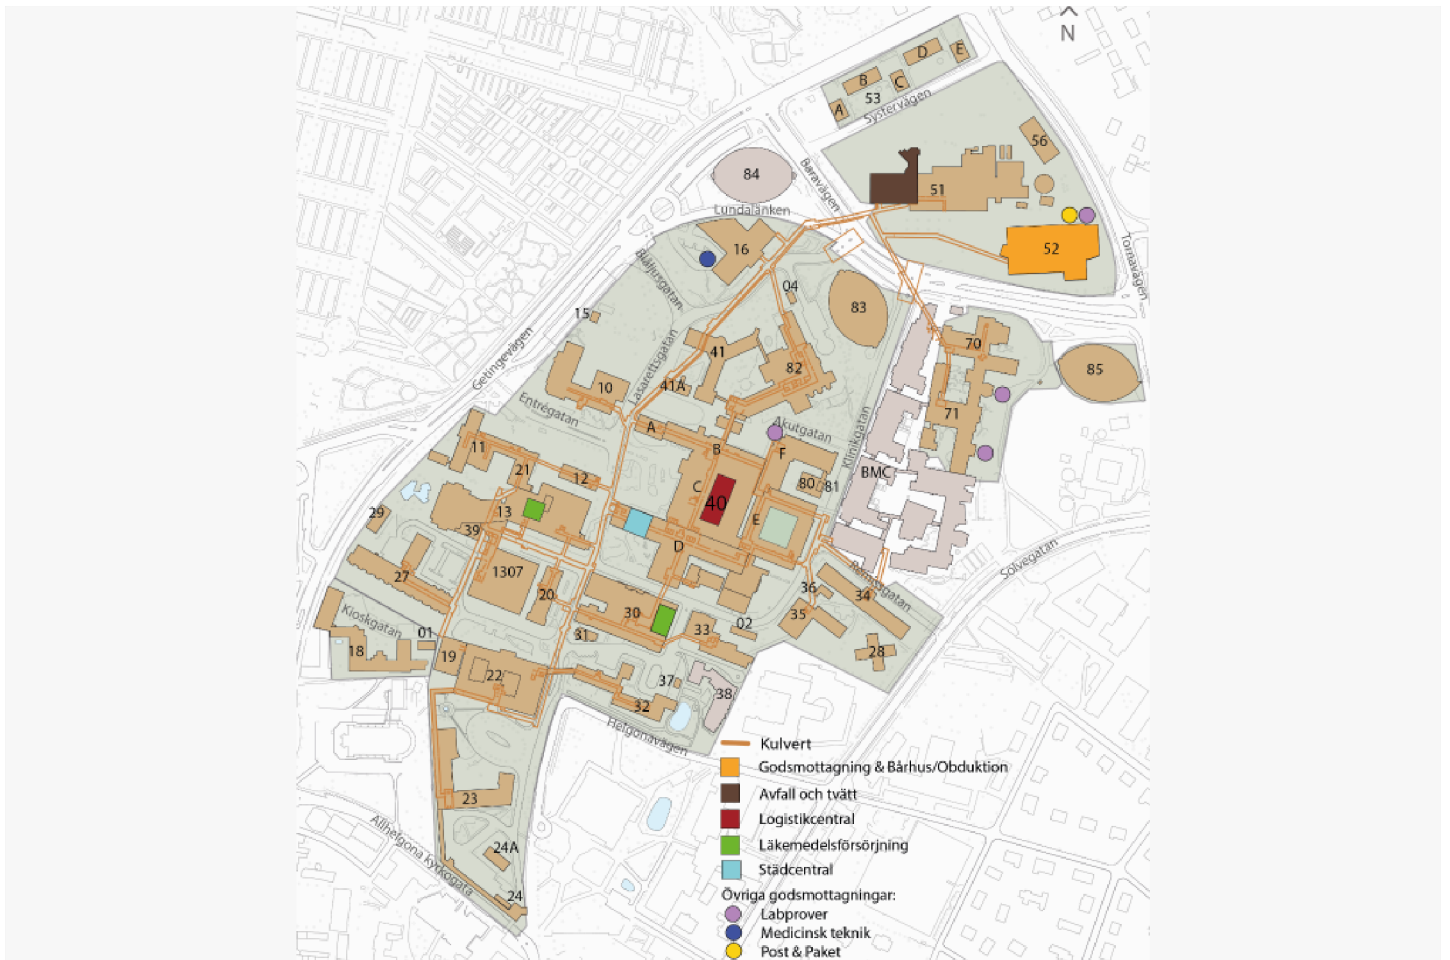 N
D
E
B
C
53
A
Systervägen
56
84
Baravägen
51
Lundalänken
52
Tornavägen
16
Blåljusgatan
04
83
15
Getingevägen
Lasarettsgatan
41
82
70
85
41A
10
71
Entrégatan
A
Akutgatan
Klinikgatan
11
B
F
21
12
BMC
C
40
80
81
29
13
E
39
D
Sölvegatan
27
1307
20
36
34
Remissgatan
Kioskgatan
30
35
01
31
33
02
18
19
28
22
37
38
32
Helgonavägen
23
Allhelgona kyrkogata
24A
24
Kulvert
Godsmottagning & Bårhus/Obduktion
Avfall och tvätt
Logistikcentral
Läkemedelsförsörjning
Städcentral
Övriga godsmottagningar:
Labprover
Medicinsk teknik
Post & Paket